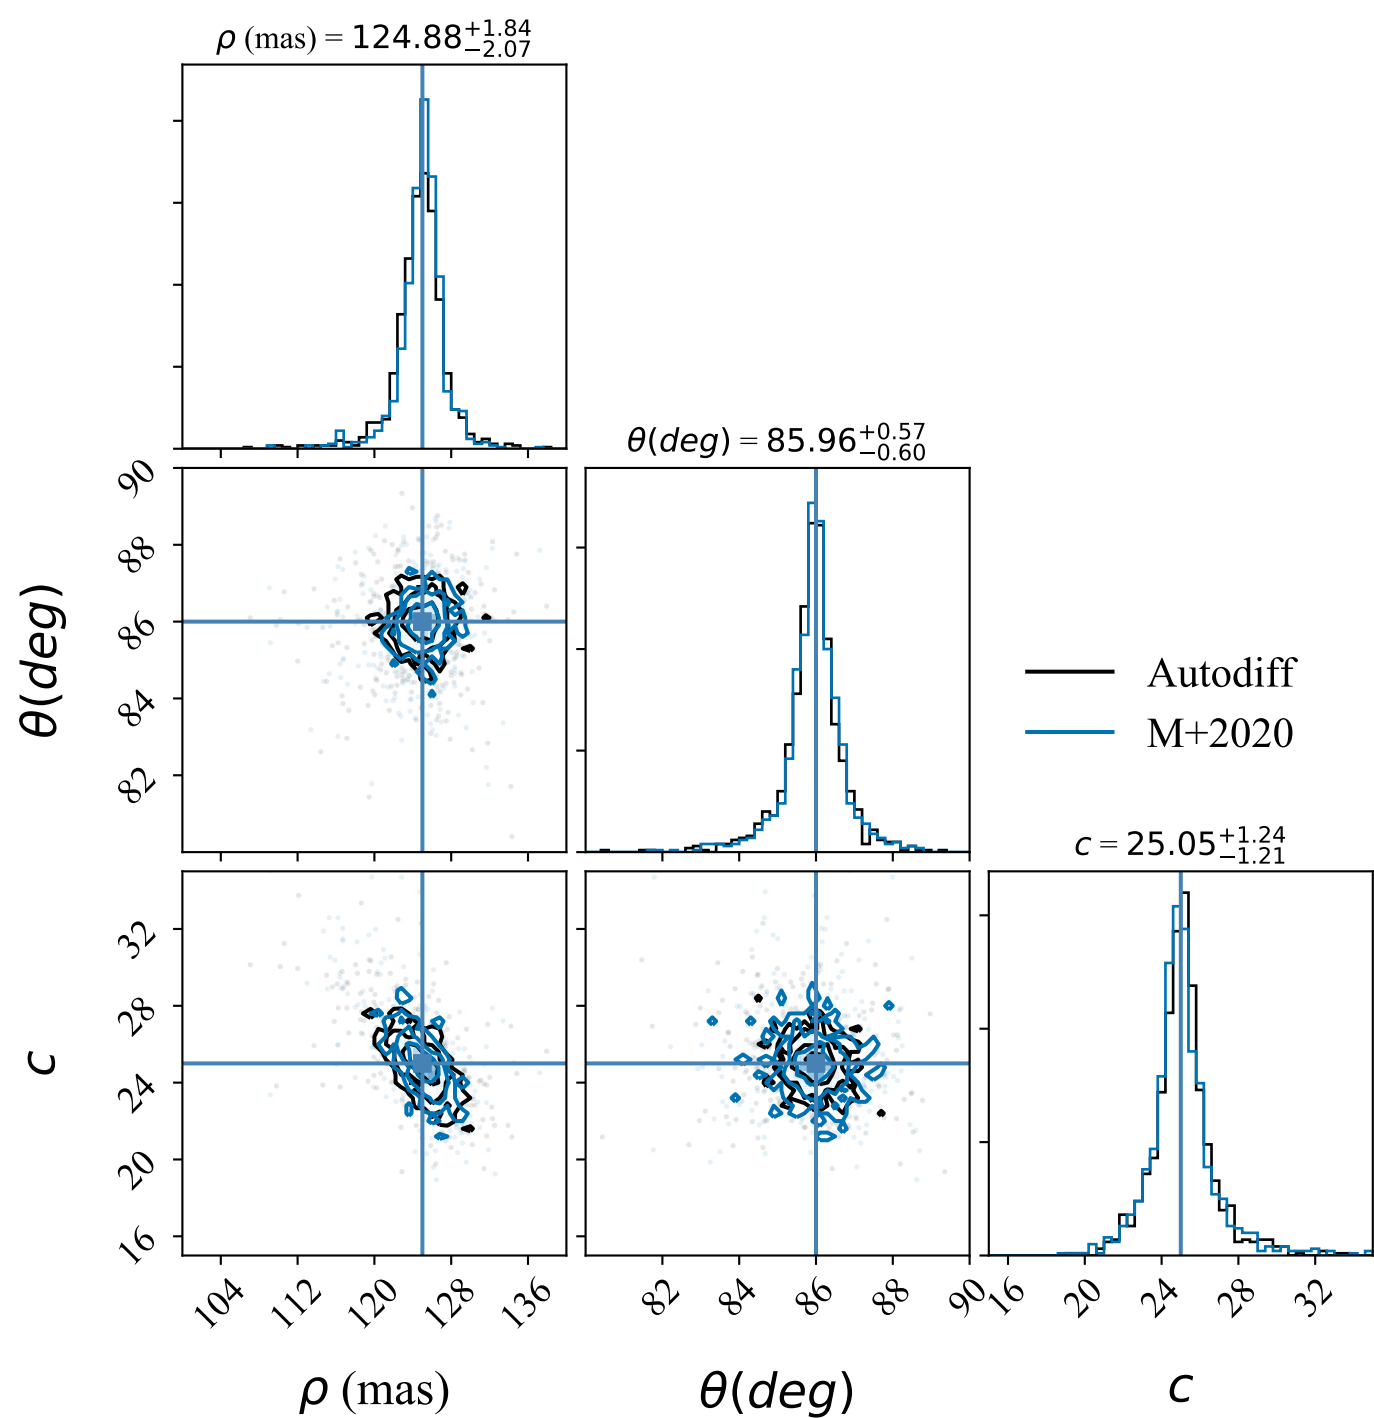 ρ (mas) = 124.88+1.84−2.07
θ(deg) = 85.96+0.57−0.60
90
88
86
84
82
θ(deg)
Autodiff
M+2020
c = 25.05+1.24−1.21
32
28
24
20
16
c
104 112 120 128 136
82 84 86 88 90
16 20 24 28 32
ρ (mas)
θ(deg)
c